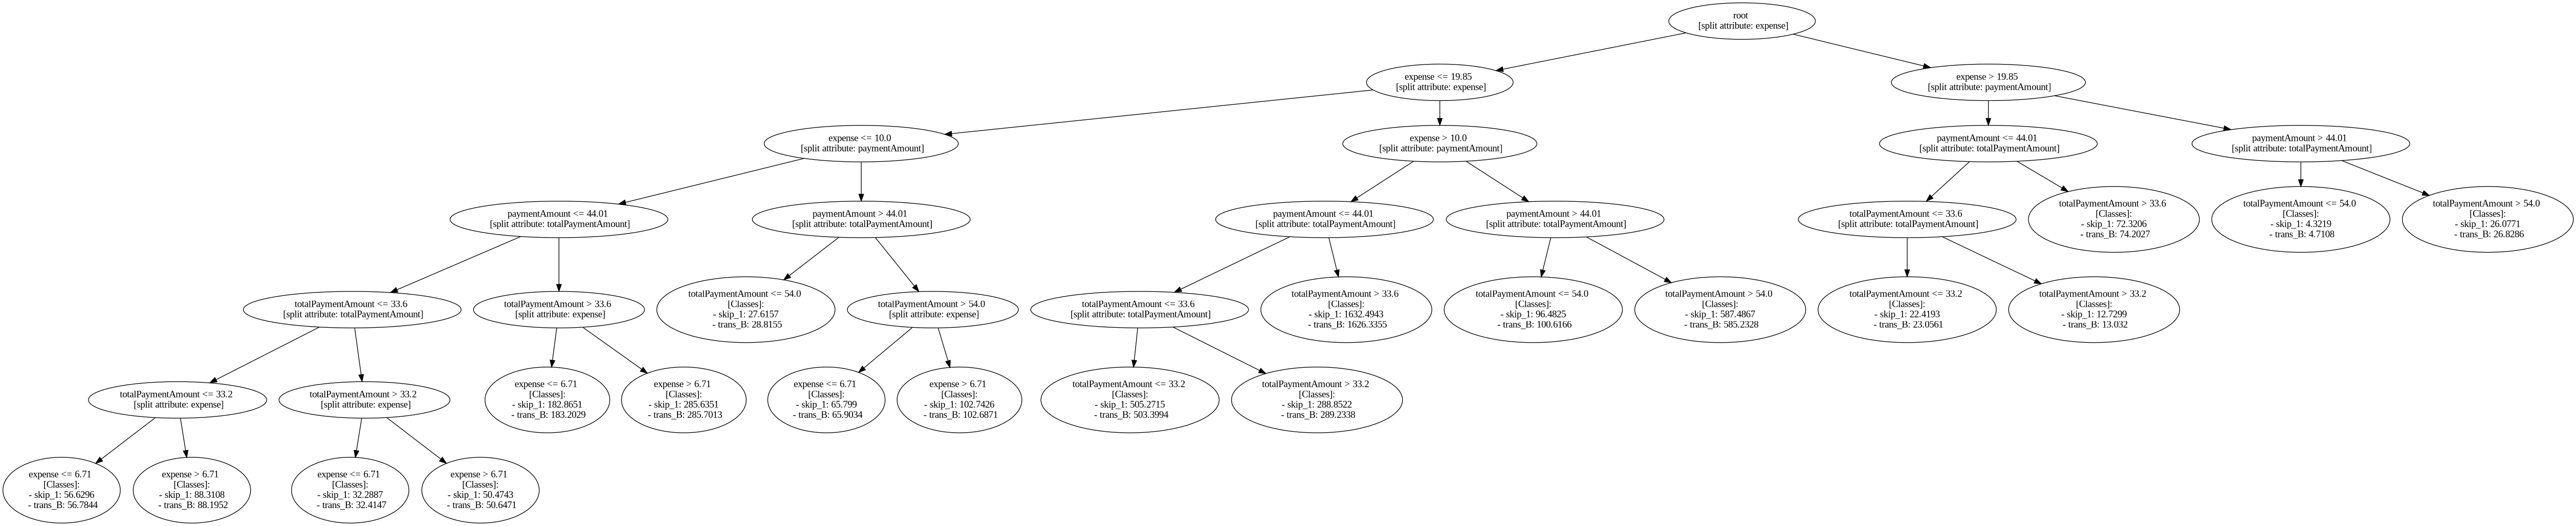 root
[split attribute: expense]
expense <= 19.85
[split attribute: expense]
expense > 19.85
[split attribute: paymentAmount]
expense <= 10.0
[split attribute: paymentAmount]
expense > 10.0
[split attribute: paymentAmount]
paymentAmount <= 44.01
[split attribute: totalPaymentAmount]
paymentAmount > 44.01
[split attribute: totalPaymentAmount]
paymentAmount <= 44.01
[split attribute: totalPaymentAmount]
paymentAmount > 44.01
[split attribute: totalPaymentAmount]
paymentAmount <= 44.01
[split attribute: totalPaymentAmount]
paymentAmount > 44.01
[split attribute: totalPaymentAmount]
totalPaymentAmount <= 33.6
[split attribute: totalPaymentAmount]
totalPaymentAmount > 33.6
[Classes]:
- skip_1: 72.3206
- trans_B: 74.2027
totalPaymentAmount <= 54.0
[Classes]:
- skip_1: 4.3219
- trans_B: 4.7108
totalPaymentAmount > 54.0
[Classes]:
- skip_1: 26.0771
- trans_B: 26.8286
totalPaymentAmount <= 33.6
[split attribute: totalPaymentAmount]
totalPaymentAmount > 33.6
[split attribute: expense]
totalPaymentAmount <= 54.0
[Classes]:
- skip_1: 27.6157
- trans_B: 28.8155
totalPaymentAmount > 54.0
[split attribute: expense]
totalPaymentAmount <= 33.6
[split attribute: totalPaymentAmount]
totalPaymentAmount > 33.6
[Classes]:
- skip_1: 1632.4943
- trans_B: 1626.3355
totalPaymentAmount <= 54.0
[Classes]:
- skip_1: 96.4825
- trans_B: 100.6166
totalPaymentAmount > 54.0
[Classes]:
- skip_1: 587.4867
- trans_B: 585.2328
totalPaymentAmount <= 33.2
[Classes]:
- skip_1: 22.4193
- trans_B: 23.0561
totalPaymentAmount > 33.2
[Classes]:
- skip_1: 12.7299
- trans_B: 13.032
totalPaymentAmount <= 33.2
[split attribute: expense]
totalPaymentAmount > 33.2
[split attribute: expense]
expense <= 6.71
[Classes]:
- skip_1: 182.8651
- trans_B: 183.2029
expense > 6.71
[Classes]:
- skip_1: 285.6351
- trans_B: 285.7013
expense <= 6.71
[Classes]:
- skip_1: 65.799
- trans_B: 65.9034
expense > 6.71
[Classes]:
- skip_1: 102.7426
- trans_B: 102.6871
totalPaymentAmount <= 33.2
[Classes]:
- skip_1: 505.2715
- trans_B: 503.3994
totalPaymentAmount > 33.2
[Classes]:
- skip_1: 288.8522
- trans_B: 289.2338
expense <= 6.71
[Classes]:
- skip_1: 56.6296
- trans_B: 56.7844
expense > 6.71
[Classes]:
- skip_1: 88.3108
- trans_B: 88.1952
expense <= 6.71
[Classes]:
- skip_1: 32.2887
- trans_B: 32.4147
expense > 6.71
[Classes]:
- skip_1: 50.4743
- trans_B: 50.6471